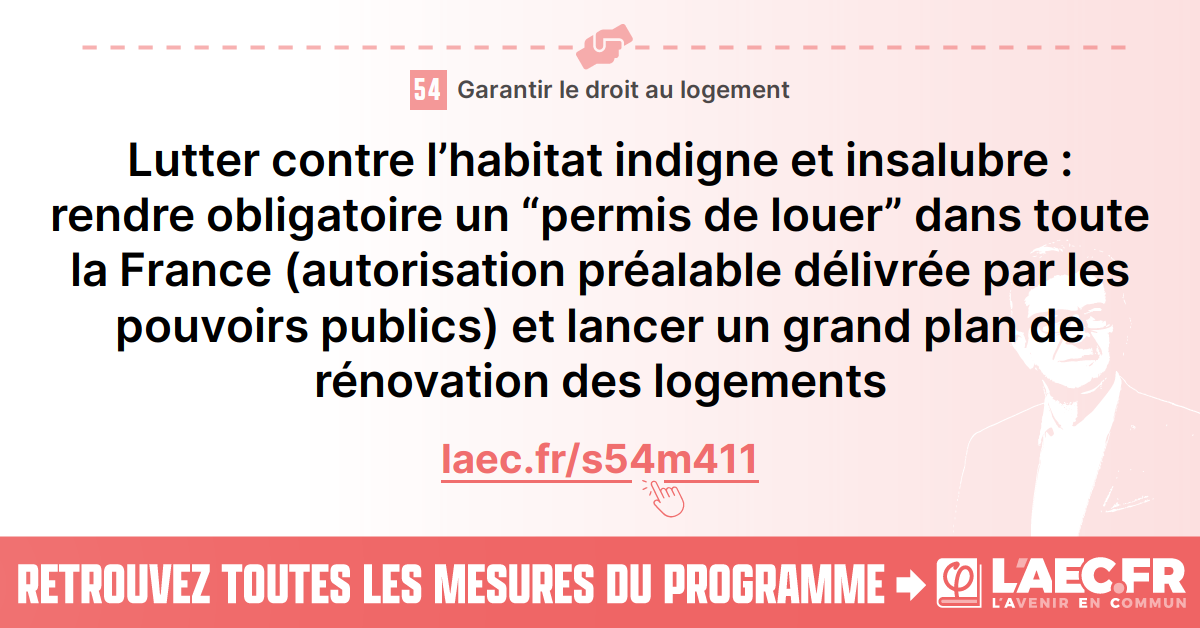 54 Garantir le droit au logement
Lutter contre l’habitat indigne et insalubre :
rendre obligatoire un “permis de louer” dans toute
la France (autorisation préalable délivrée par les
pouvoirs publics) et lancer un grand plan de
rénovation des logements
laec.fr/s54m411
RETROUVEZ TOUTES LES MESURES DU PROGRAMME
φ L'AEC.FR
L'AVENIR EN COMMUN